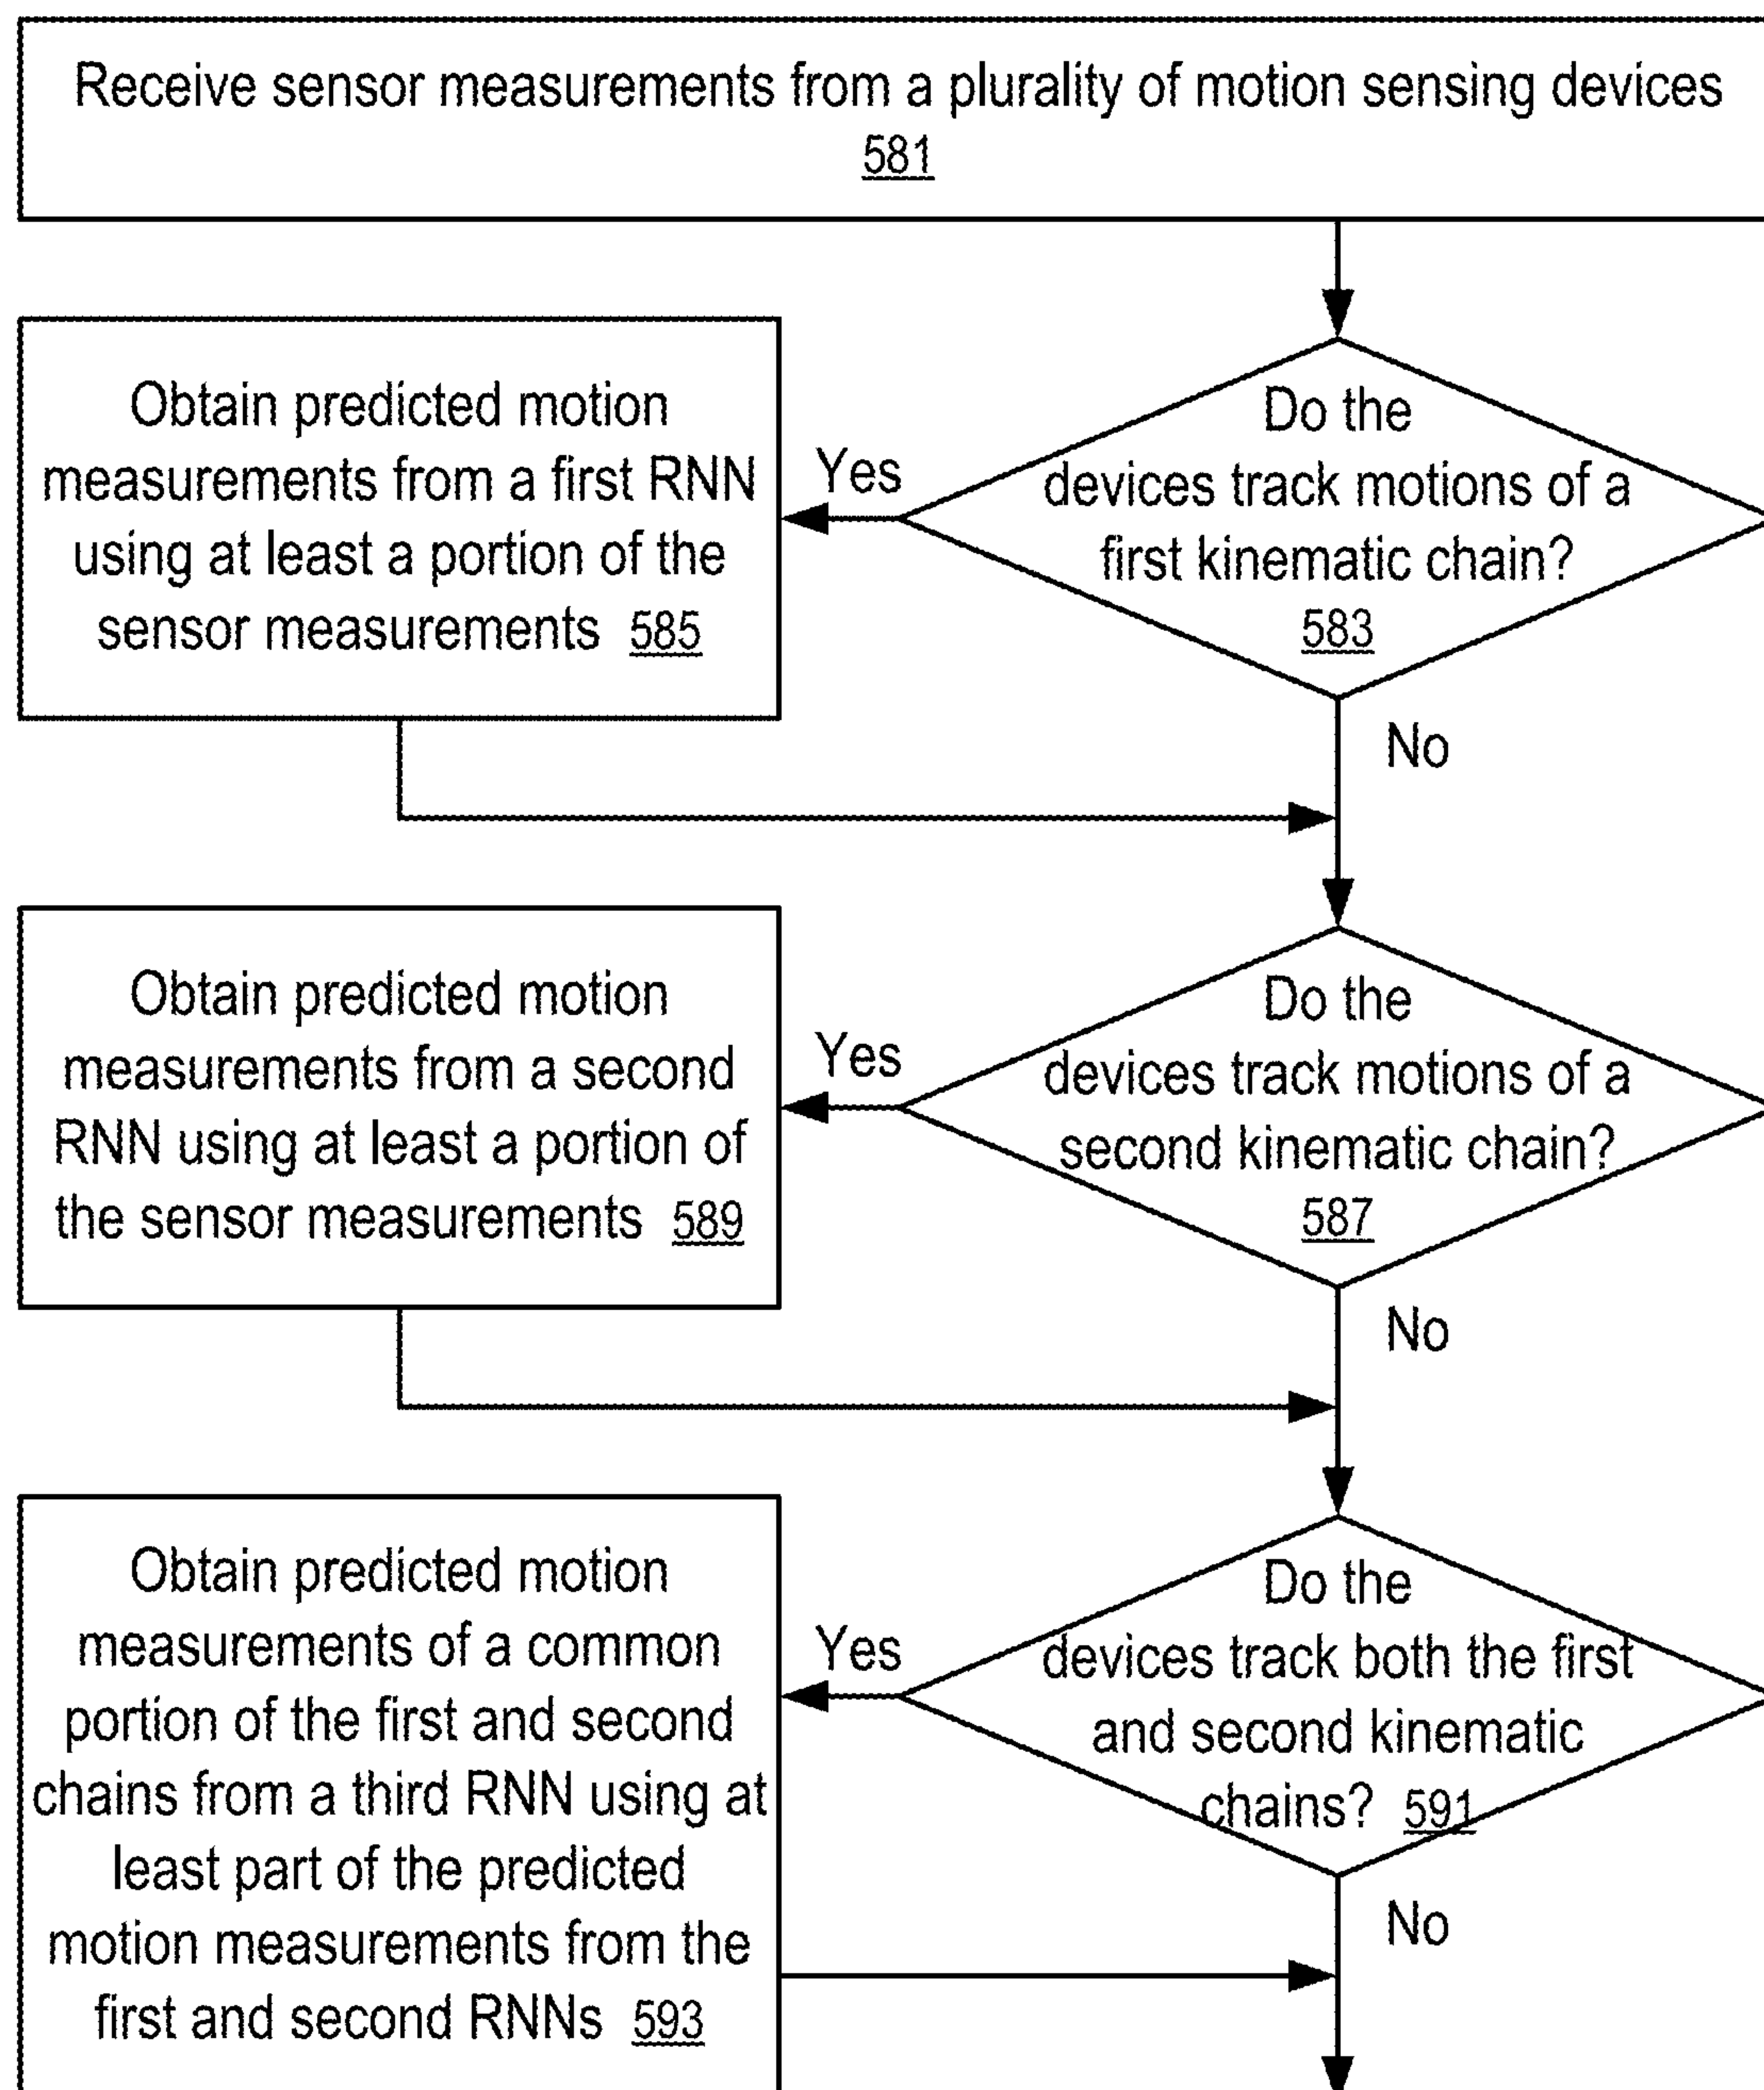 Receive sensor measurements from a plurality of motion sensing devices
581
Do the
devices track motions of a
first kinematic chain?
583
Yes
Obtain predicted motion
measurements from a first RNN
using at least a portion of the
sensor measurements 585
No
Do the
devices track motions of a
second kinematic chain?
587
Yes
Obtain predicted motion
measurements from a second
RNN using at least a portion of
the sensor measurements 589
No
Do the
devices track both the first
and second kinematic
chains? 591
Yes
Obtain predicted motion
measurements of a common
portion of the first and second
chains from a third RNN using at
least part of the predicted
motion measurements from the
first and second RNNs 593
No